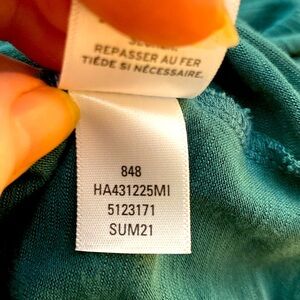 REPASSER AU FER
TIÈDE SI NÉCESSAIRE.
848
HA431225MI
5123171
SUM21